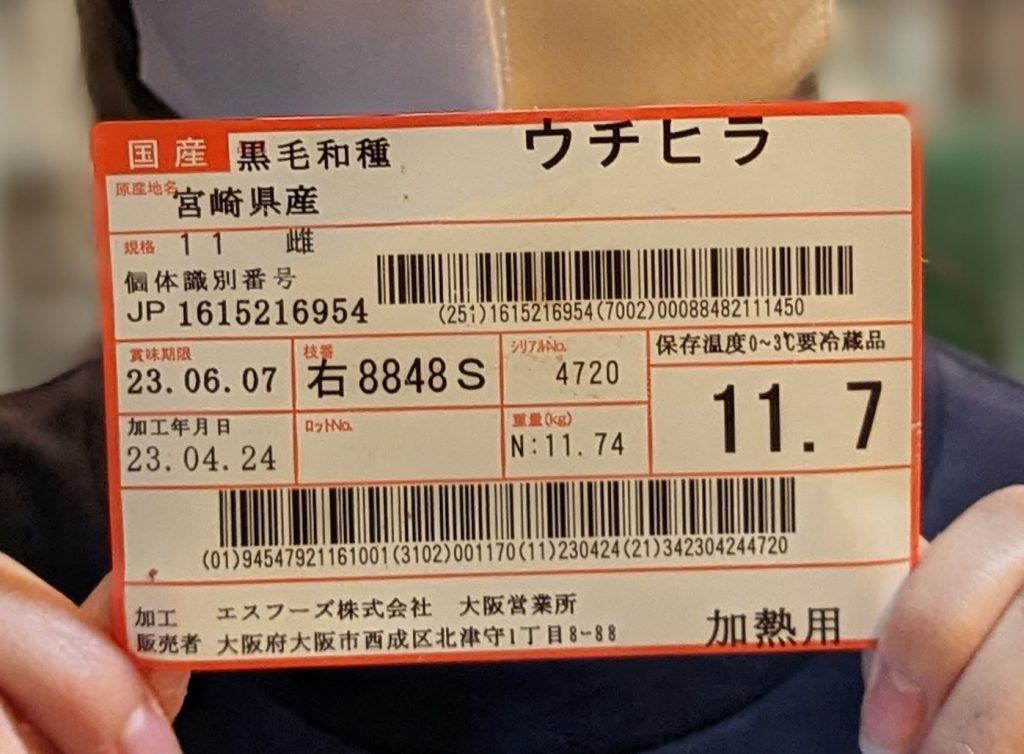 国産 黒毛和種 ウチヒラ
原産地名 宮崎県産
規格 11 雌
個体識別番号
JP 1615216954
(251)1615216954(7002)00088482111450
賞味期限 23.06.07
枝番 右8848S
シリアルNo. 4720
保存温度0~3℃要冷蔵品
11.7
加工年月日 23.04.24
ロットNo.
重量(kg) N:11.74
(01)94547921161001(3102)001170(11)230424(21)342304244720
加工 エスフーズ株式会社 大阪営業所
販売者 大阪府大阪市西成区北津守1丁目8-88
加熱用